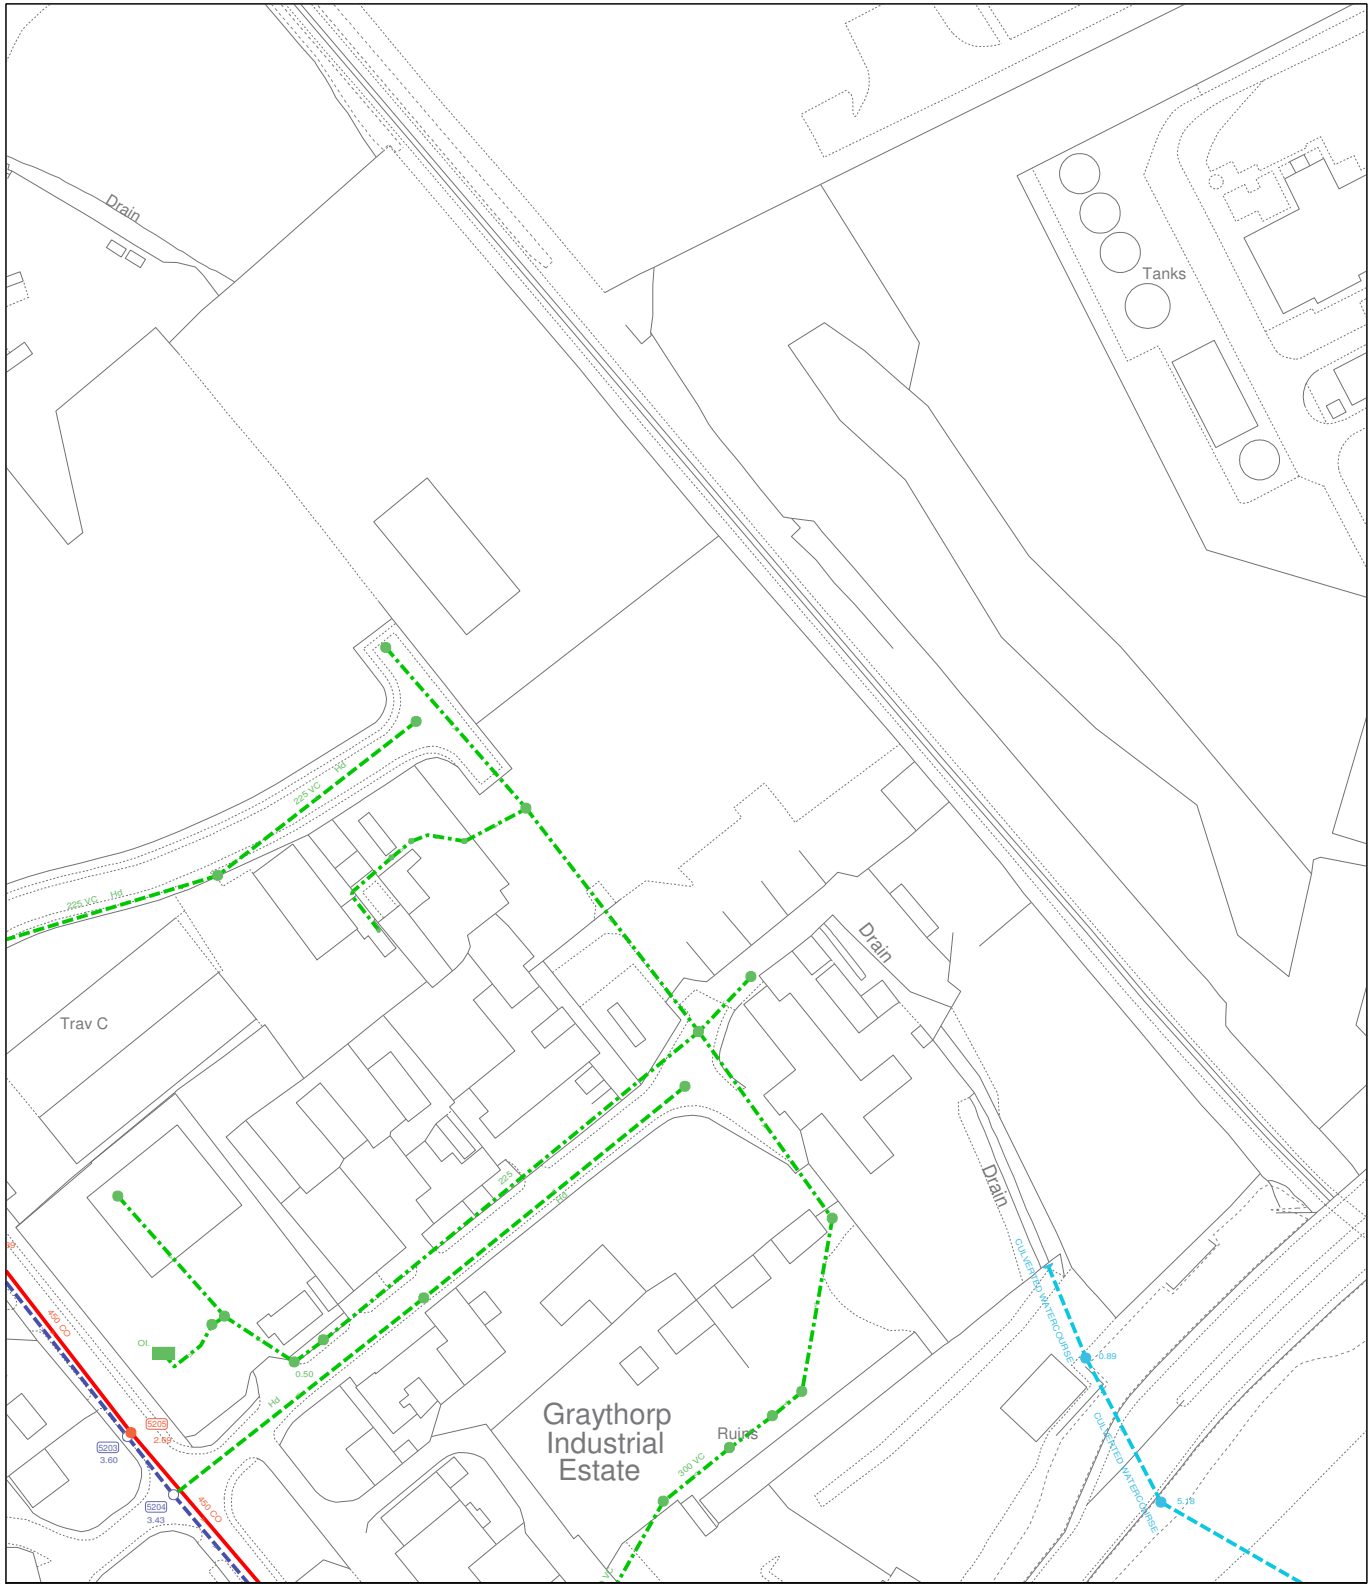 Drain
Tanks
225 VC
Hd
225 VC
Hd
Drain
Trav C
225
Hd
Drain
CULVERTED WATERCOURSE
0.89
CULVERTED WATERCOURSE
5.18
450 CO
OL
0.50
Hd
5205
2.59
5203
3.60
5204
3.43
450 CO
Graythorp
Industrial
Estate
Ruins
300 VC
VC